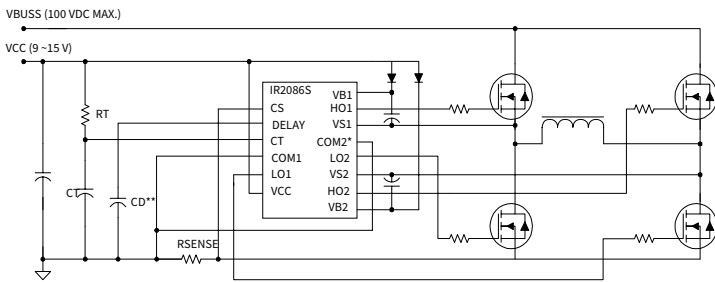 VBUSS (100 VDC MAX.)
VCC (9 ~15 V)
IR2086S
RT
CS
DELAY
CT
COM1
LO1
VCC
VB1
HO1
VS1
COM2*
LO2
VS2
HO2
VB2
CT
CD**
RSENSE